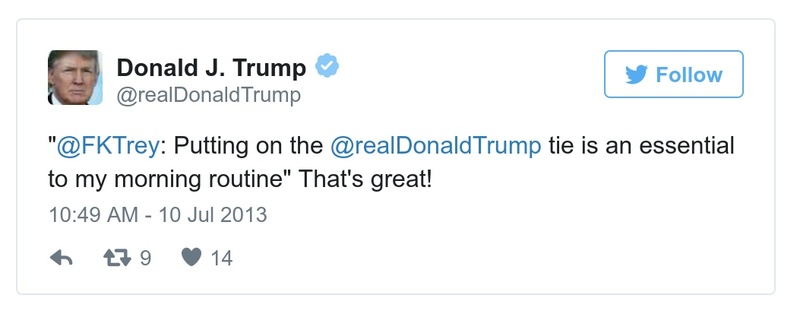 Donald J. Trump
Follow
@realDonaldTrump
"@FKTrey: Putting on the @realDonaldTrump tie is an essential
to my morning routine" That's great!
10:49 AM - 10 Jul 2013
9 14